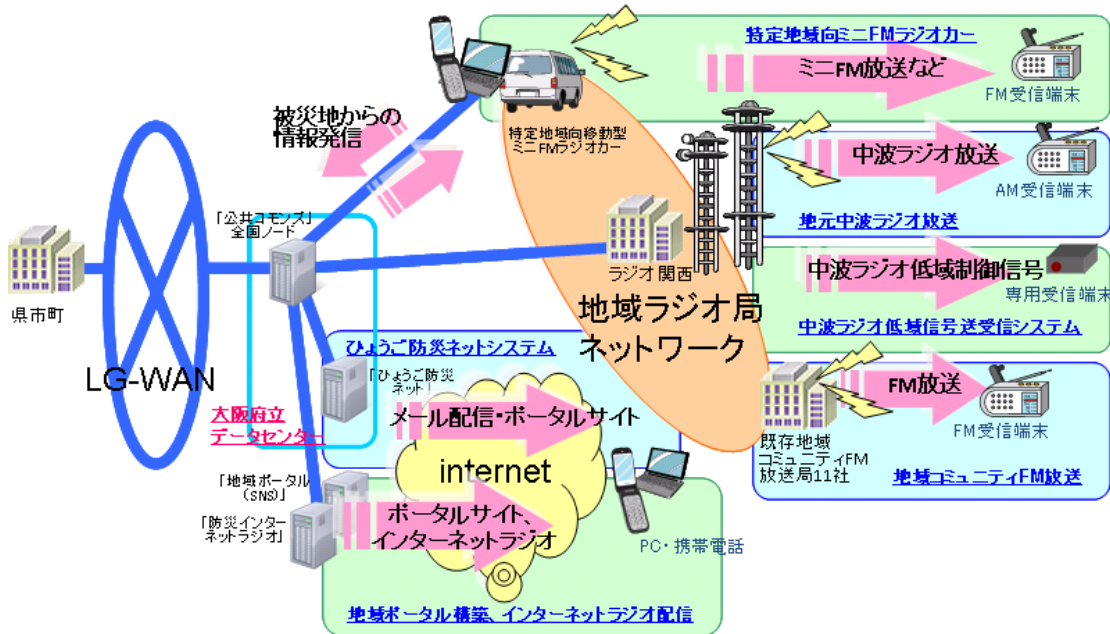 特定地域向ミニFMラジオカー
ミニFM放送など
FM受信端末
被災地からの
情報発信
特定地域向移動型
ミニFMラジオカー
中波ラジオ放送
AM受信端末
地元中波ラジオ放送
「公共コモンズ」
全国ノード
県市町
LG-WAN
ラジオ関西
地域ラジオ局
ネットワーク
中波ラジオ低域制御信号
専用受信端末
中波ラジオ低域信号送受信システム
ひょうご防災ネットシステム
「ひょうご防災
ネット」
メール配信・ポータルサイト
大阪府立
データセンター
internet
FM放送
FM受信端末
既存地域
コミュニティFM
放送局11社
地域コミュニティFM放送
「地域ポータル
(SNS)」
「防災インター
ネットラジオ」
ポータルサイト、
インターネットラジオ
PC・携帯電話
地域ポータル構築、インターネットラジオ配信